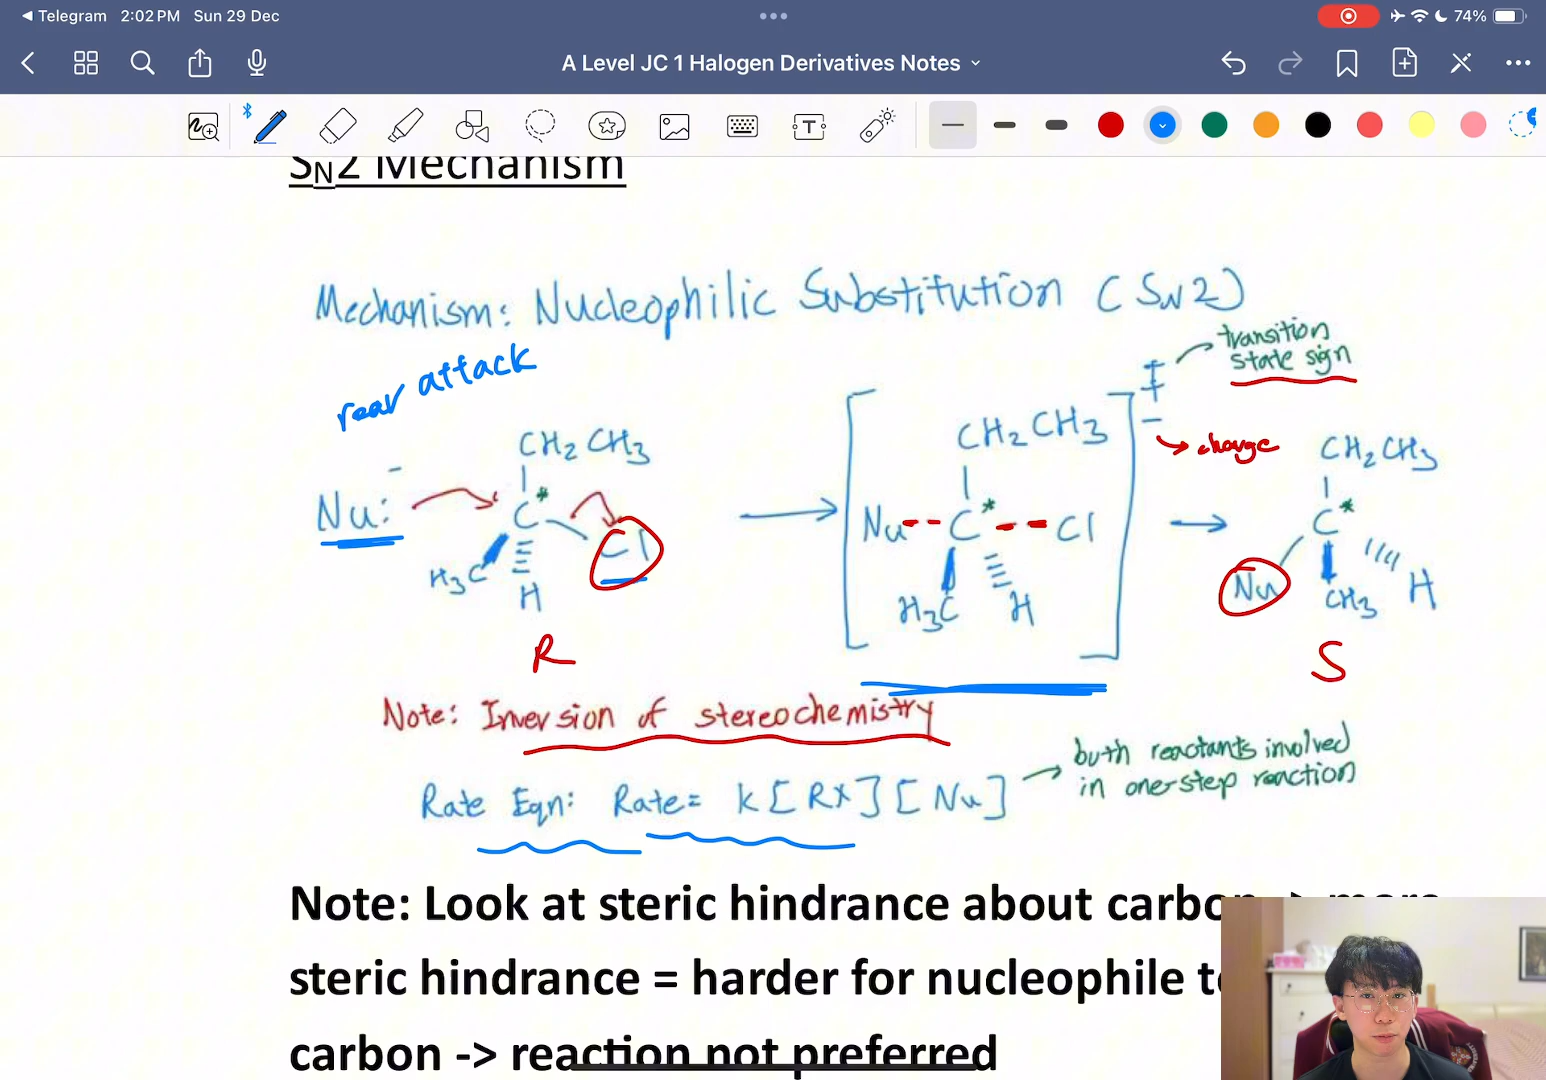 Telegram 2:02 PM Sun 29 Dec
74%
A Level JC 1 Halogen Derivatives Notes
SN2 Mechanism
Mechanism: Nucleophilic Substitution (SN2)
transition
state sign
rear attack
‡
−
charge
CH2CH3
CH2CH3
CH2CH3
−
Nu:
C*
Cl
Nu
C*
Cl
C*
H3C
H
H3C
H
Nu
CH3
H
R
S
Note: Inversion of stereochemistry
both reactants involved
in one-step reaction
Rate Eqn: Rate = k[RX][Nu]
Note: Look at steric hindrance about carbon -> more
steric hindrance = harder for nucleophile
carbon -> reaction not preferred